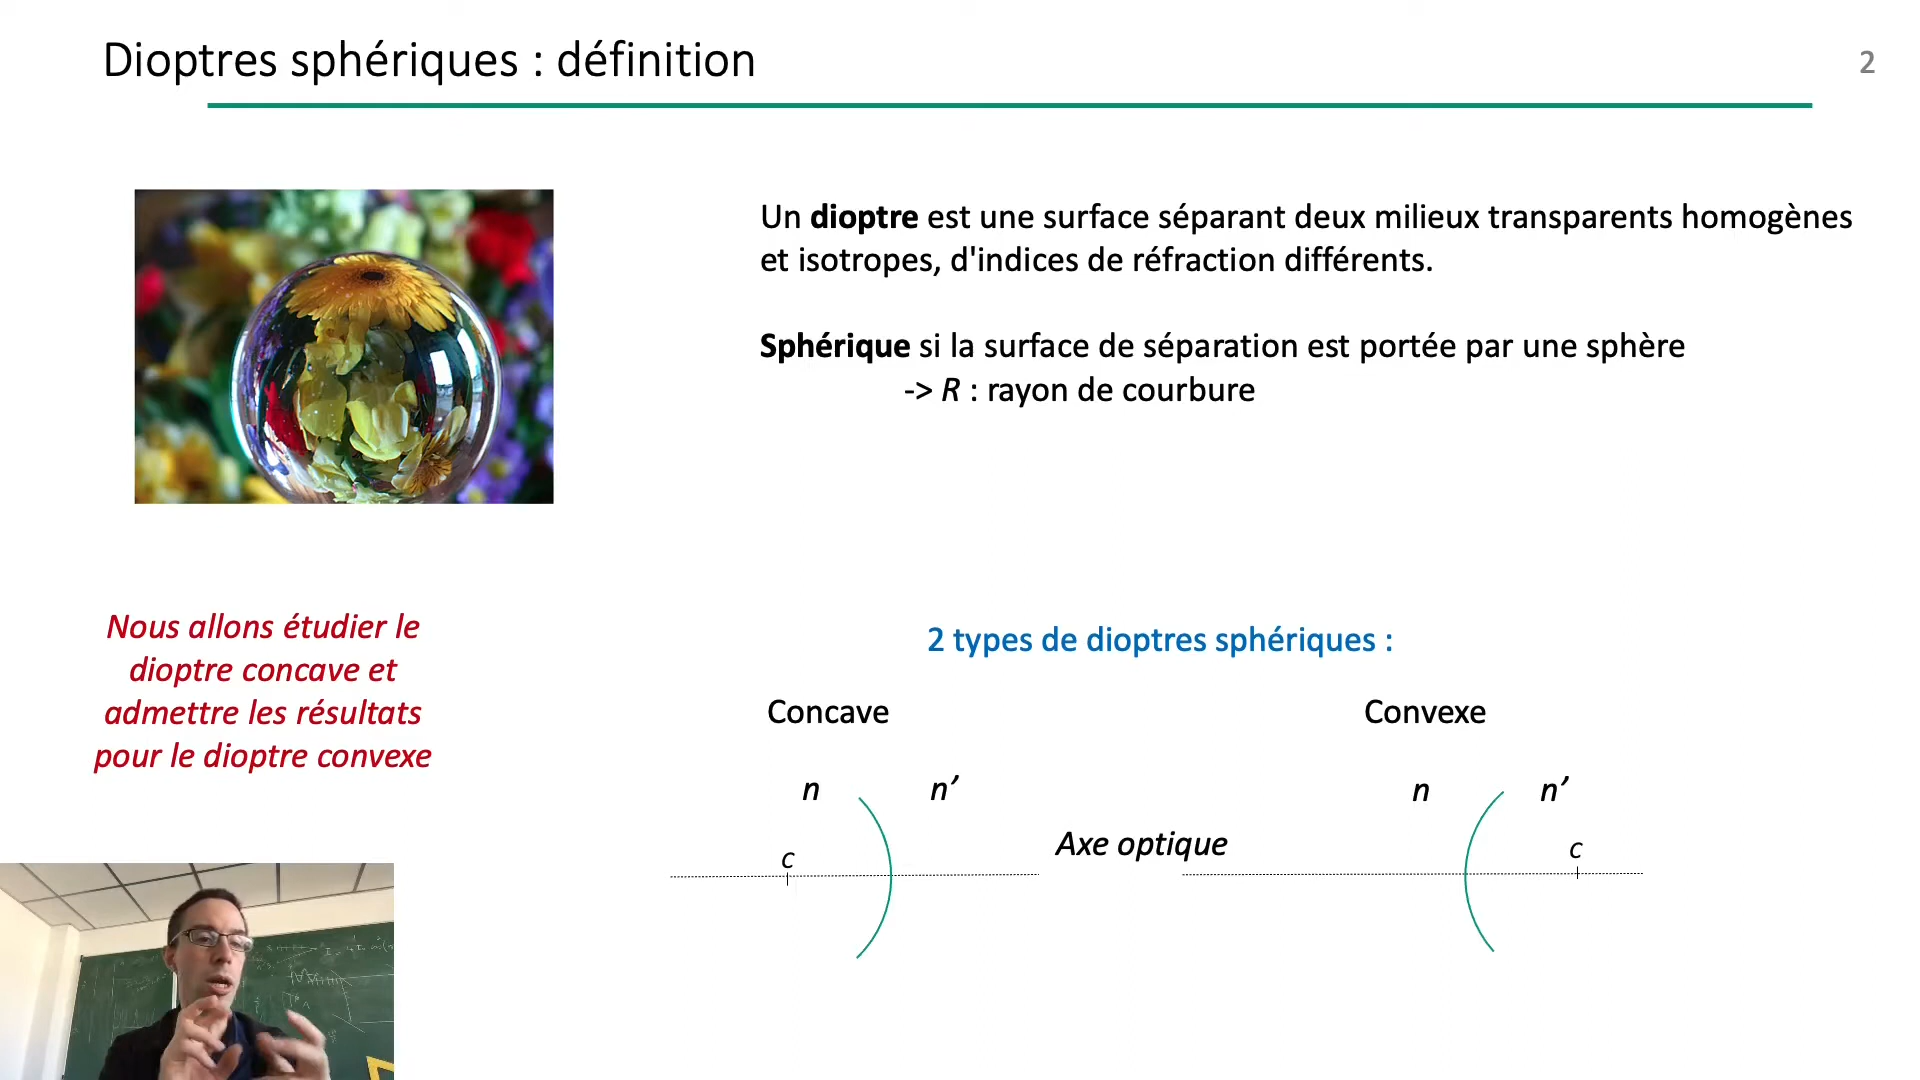 Dioptres sphériques : définition
2
Un dioptre est une surface séparant deux milieux transparents homogènes
et isotropes, d'indices de réfraction différents.
Sphérique si la surface de séparation est portée par une sphère
-> R : rayon de courbure
Nous allons étudier le
dioptre concave et
admettre les résultats
pour le dioptre convexe
2 types de dioptres sphériques :
Concave
Convexe
n
n’
n
n’
Axe optique
C
C